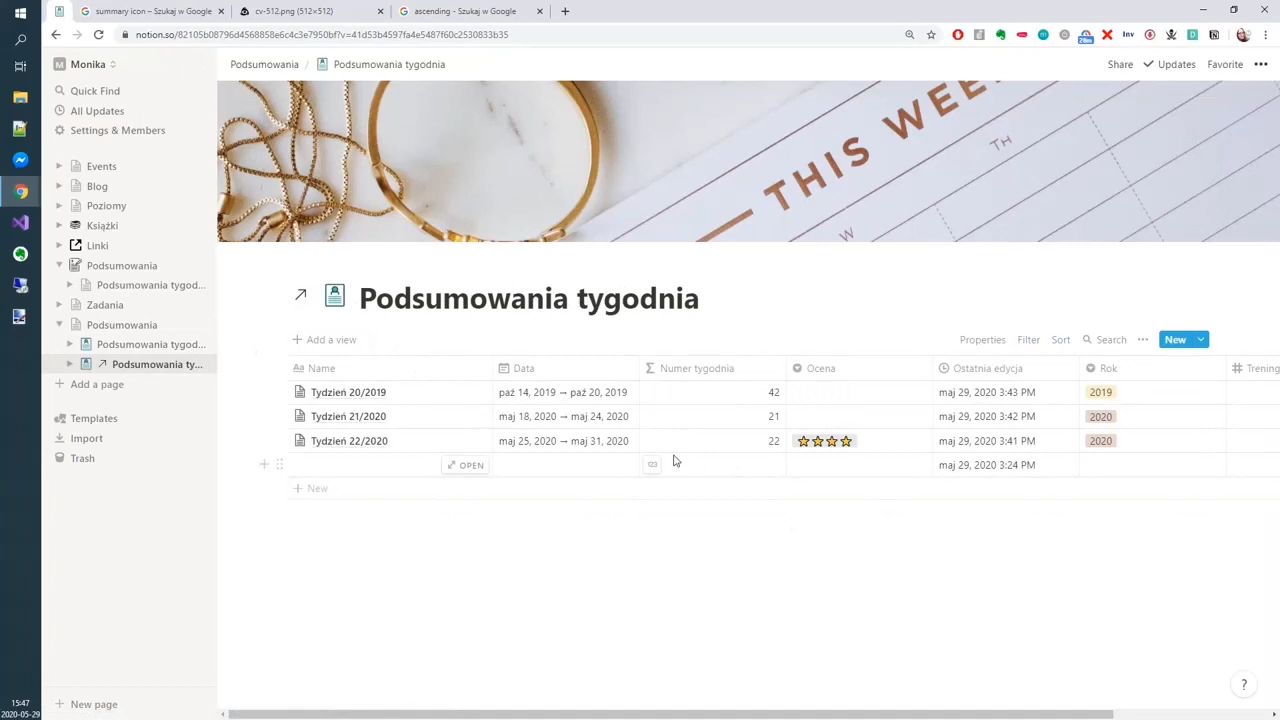 summary icon – Szukaj w Google
cv-512.png (512×512)
ascending - Szukaj w Google
notion.so/82105b08796d4568858e6c4c3e7950bf?v=41d53b4597fa4e5487f60c2530833b35
28m
Inv
M Monika
Podsumowania / Podsumowania tygodnia
Share Updates Favorite
Quick Find
All Updates
Settings & Members
Events
Blog
Poziomy
Książki
Linki
Podsumowania
Podsumowania tygod...
Zadania
Podsumowania
Podsumowania tygod...
Podsumowania ty...
Add a page
Templates
Import
Trash
New page
THIS WEE
TH
W
Podsumowania tygodnia
Add a view
Properties Filter Sort Search New
Aa Name Data Numer tygodnia Ocena Ostatnia edycja Rok Trening
Tydzień 20/2019 paź 14, 2019 → paź 20, 2019 42 maj 29, 2020 3:43 PM 2019
Tydzień 21/2020 maj 18, 2020 → maj 24, 2020 21 maj 29, 2020 3:42 PM 2020
Tydzień 22/2020 maj 25, 2020 → maj 31, 2020 22 maj 29, 2020 3:41 PM 2020
OPEN maj 29, 2020 3:24 PM
New
?
15:47
2020-05-29